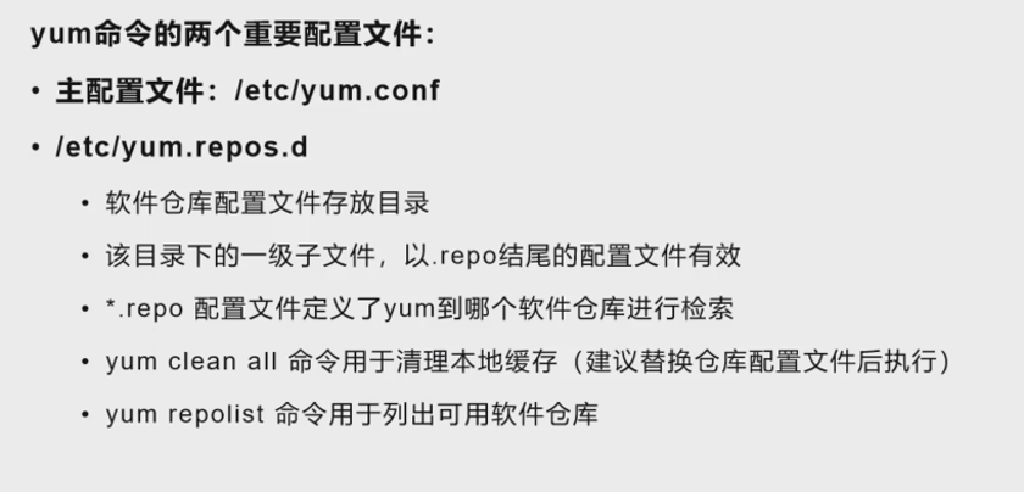 yum命令的两个重要配置文件：
• 主配置文件：/etc/yum.conf
• /etc/yum.repos.d
• 软件仓库配置文件存放目录
• 该目录下的一级子文件，以.repo结尾的配置文件有效
• *.repo 配置文件定义了yum到哪个软件仓库进行检索
• yum clean all 命令用于清理本地缓存（建议替换仓库配置文件后执行）
• yum repolist 命令用于列出可用软件仓库